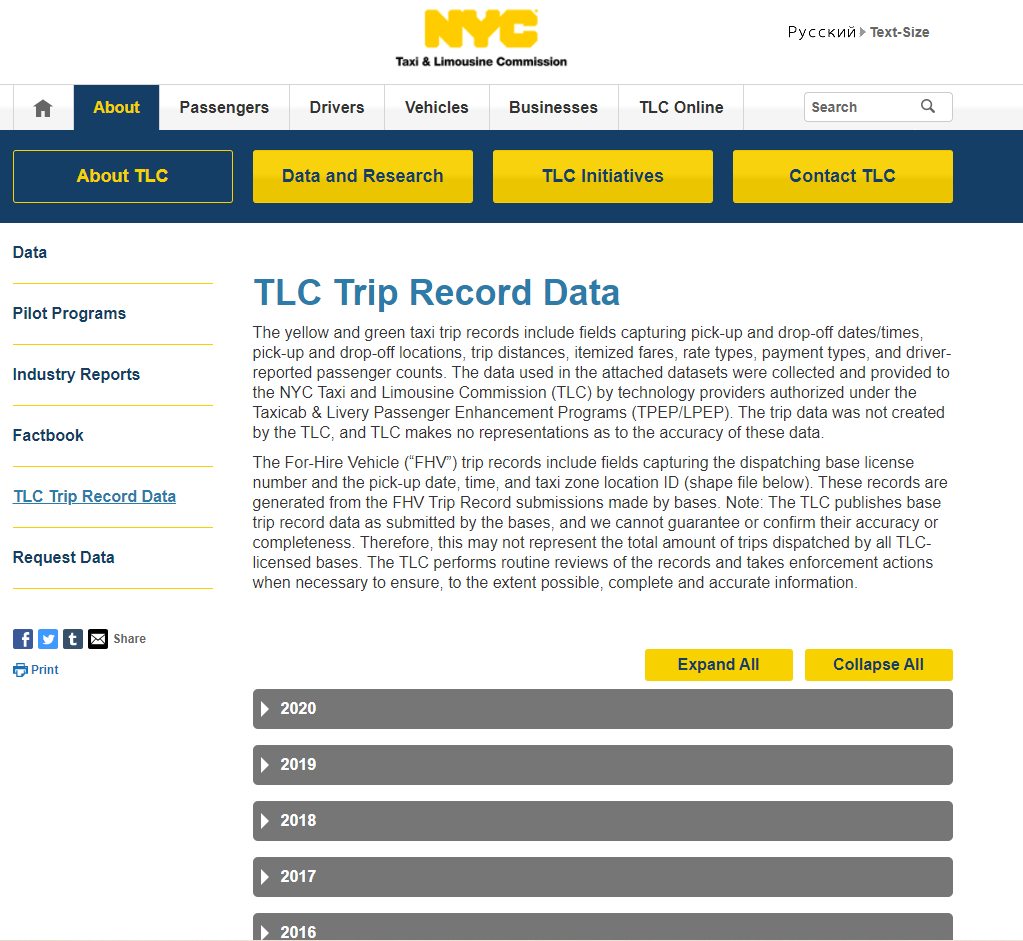 NYC
Taxi & Limousine Commission
Русский Text-Size
About Passengers Drivers Vehicles Businesses TLC Online Search
About TLC Data and Research TLC Initiatives Contact TLC
Data
Pilot Programs
Industry Reports
Factbook
TLC Trip Record Data
Request Data
f t Share
Print
TLC Trip Record Data
The yellow and green taxi trip records include fields capturing pick-up and drop-off dates/times,
pick-up and drop-off locations, trip distances, itemized fares, rate types, payment types, and driver-
reported passenger counts. The data used in the attached datasets were collected and provided to
the NYC Taxi and Limousine Commission (TLC) by technology providers authorized under the
Taxicab & Livery Passenger Enhancement Programs (TPEP/LPEP). The trip data was not created
by the TLC, and TLC makes no representations as to the accuracy of these data.
The For-Hire Vehicle (“FHV”) trip records include fields capturing the dispatching base license
number and the pick-up date, time, and taxi zone location ID (shape file below). These records are
generated from the FHV Trip Record submissions made by bases. Note: The TLC publishes base
trip record data as submitted by the bases, and we cannot guarantee or confirm their accuracy or
completeness. Therefore, this may not represent the total amount of trips dispatched by all TLC-
licensed bases. The TLC performs routine reviews of the records and takes enforcement actions
when necessary to ensure, to the extent possible, complete and accurate information.
Expand All Collapse All
2020
2019
2018
2017
2016